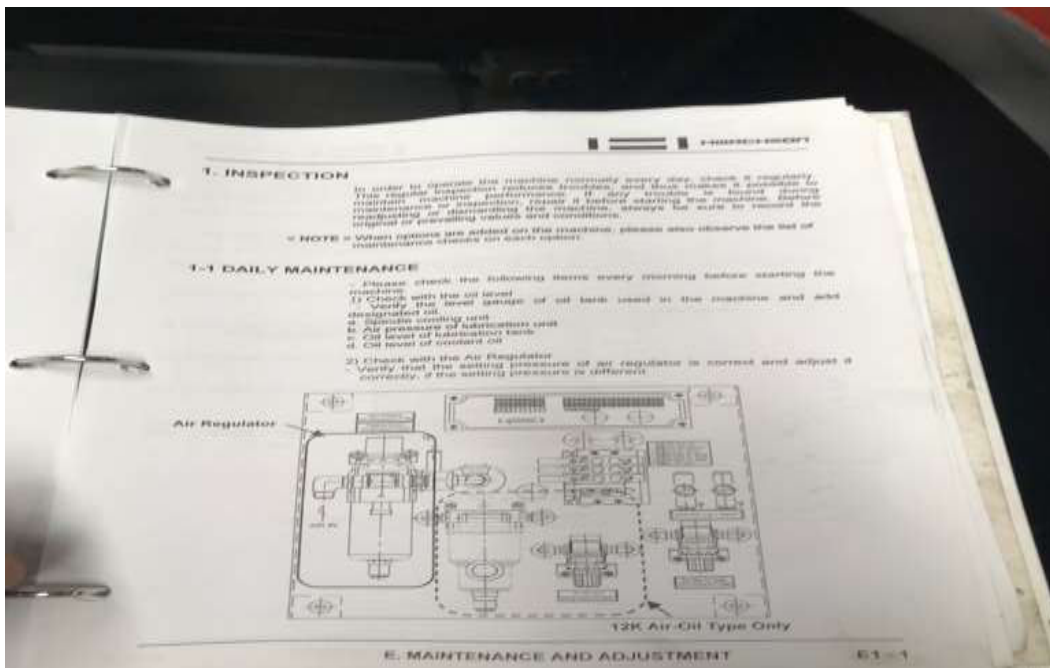 HWACHEON
1. INSPECTION
In order to operate the machine normally every day, check it regularly.
This regular inspection reduces troubles, and thus makes it possible to
maintain machine performance. If any trouble is found during
maintenance or inspection, repair it before starting the machine. Before
readjusting or dismantling the machine, always be sure to record the
original or prevailing values and conditions.
< NOTE > When options are added on the machine, please also observe the list of
maintenance checks on each option.
1-1 DAILY MAINTENANCE
- Please check the following items every morning before starting the
machine
1) Check with the oil level
- Verify the level gauge of oil tank used in the machine and add
designated oil.
a. Spindle cooling unit
b. Air pressure of lubrication unit
c. Oil level of lubrication tank
d. Oil level of coolant oil
2) Check with the Air Regulator
- Verify that the setting pressure of air regulator is correct and adjust it
correctly, if the setting pressure is different
Air Regulator
AIR IN
12K Air-Oil Type Only
E. MAINTENANCE AND ADJUSTMENT
E1 - 1